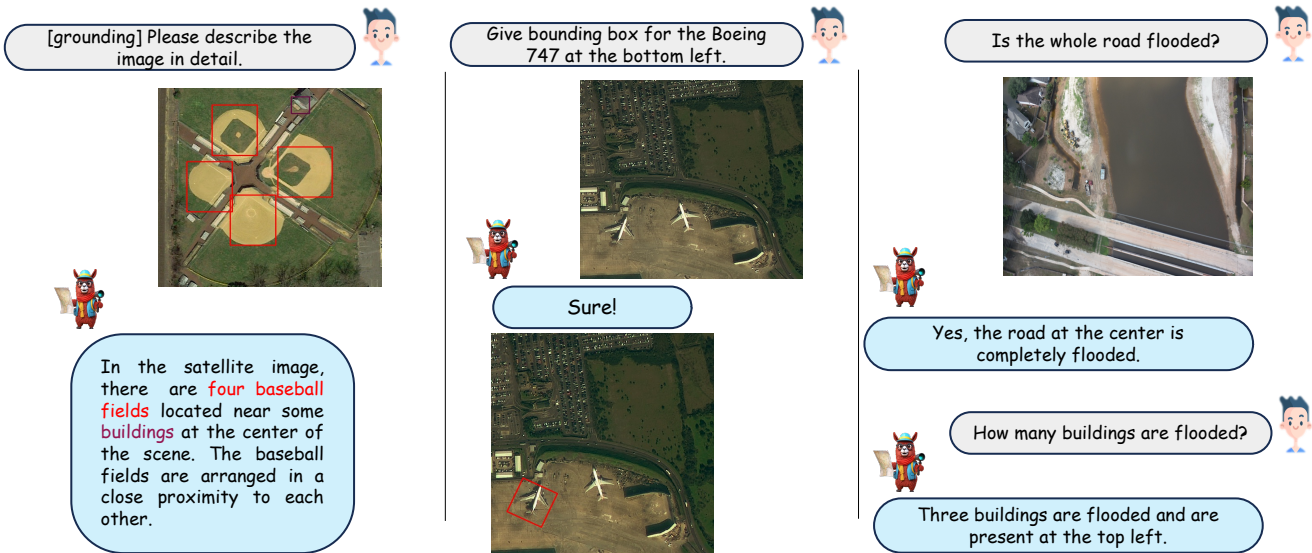 [grounding] Please describe the
image in detail.
In the satellite image,
there are four baseball
fields located near some
buildings at the center of
the scene. The baseball
fields are arranged in a
close proximity to each
other.
Give bounding box for the Boeing
747 at the bottom left.
Sure!
Is the whole road flooded?
Yes, the road at the center is
completely flooded.
How many buildings are flooded?
Three buildings are flooded and are
present at the top left.